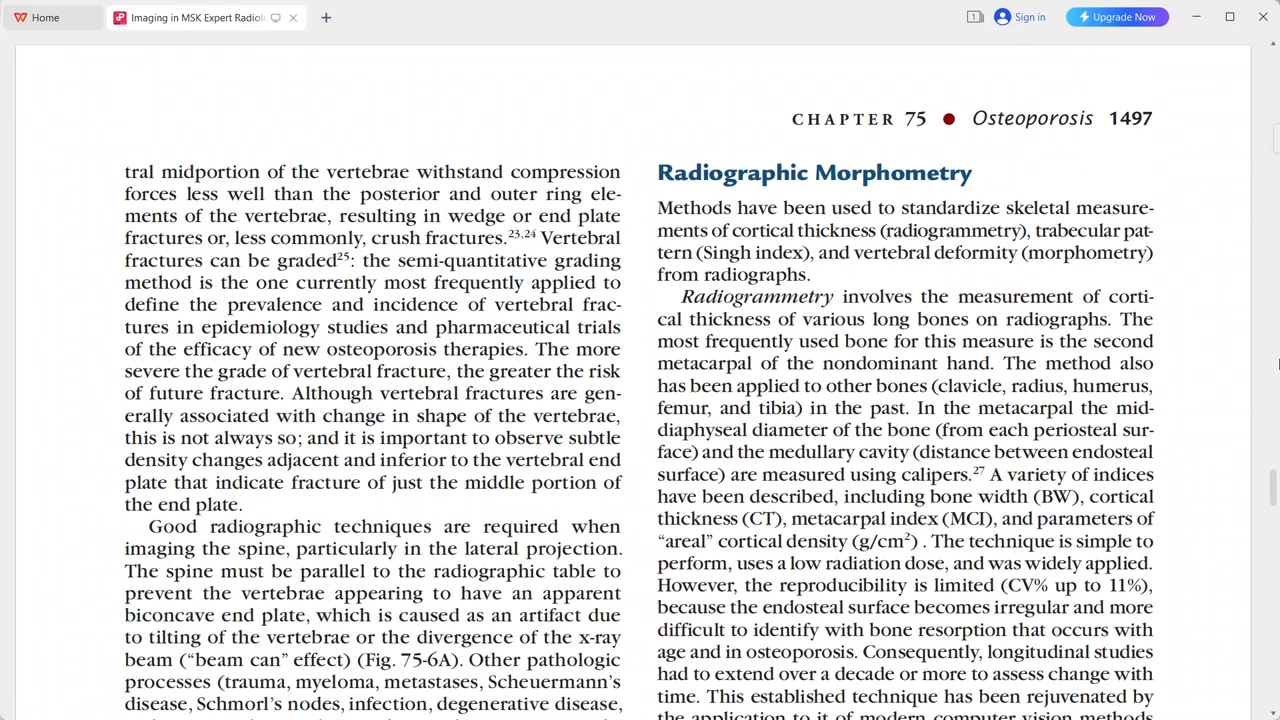 Home
Imaging in MSK Expert Radiol
1
Sign in
Upgrade Now
CHAPTER 75 ● Osteoporosis 1497
tral midportion of the vertebrae withstand compression
forces less well than the posterior and outer ring ele-
ments of the vertebrae, resulting in wedge or end plate
fractures or, less commonly, crush fractures.23,24 Vertebral
fractures can be graded25: the semi-quantitative grading
method is the one currently most frequently applied to
define the prevalence and incidence of vertebral frac-
tures in epidemiology studies and pharmaceutical trials
of the efficacy of new osteoporosis therapies. The more
severe the grade of vertebral fracture, the greater the risk
of future fracture. Although vertebral fractures are gen-
erally associated with change in shape of the vertebrae,
this is not always so; and it is important to observe subtle
density changes adjacent and inferior to the vertebral end
plate that indicate fracture of just the middle portion of
the end plate.
Good radiographic techniques are required when
imaging the spine, particularly in the lateral projection.
The spine must be parallel to the radiographic table to
prevent the vertebrae appearing to have an apparent
biconcave end plate, which is caused as an artifact due
to tilting of the vertebrae or the divergence of the x-ray
beam (“beam can” effect) (Fig. 75-6A). Other pathologic
processes (trauma, myeloma, metastases, Scheuermann’s
disease, Schmorl’s nodes, infection, degenerative disease,
Radiographic Morphometry
Methods have been used to standardize skeletal measure-
ments of cortical thickness (radiogrammetry), trabecular pat-
tern (Singh index), and vertebral deformity (morphometry)
from radiographs.
Radiogrammetry involves the measurement of corti-
cal thickness of various long bones on radiographs. The
most frequently used bone for this measure is the second
metacarpal of the nondominant hand. The method also
has been applied to other bones (clavicle, radius, humerus,
femur, and tibia) in the past. In the metacarpal the mid-
diaphyseal diameter of the bone (from each periosteal sur-
face) and the medullary cavity (distance between endosteal
surface) are measured using calipers.27 A variety of indices
have been described, including bone width (BW), cortical
thickness (CT), metacarpal index (MCI), and parameters of
“areal” cortical density (g/cm2) . The technique is simple to
perform, uses a low radiation dose, and was widely applied.
However, the reproducibility is limited (CV% up to 11%),
because the endosteal surface becomes irregular and more
difficult to identify with bone resorption that occurs with
age and in osteoporosis. Consequently, longitudinal studies
had to extend over a decade or more to assess change with
time. This established technique has been rejuvenated by
the application to it of modern computer vision methods